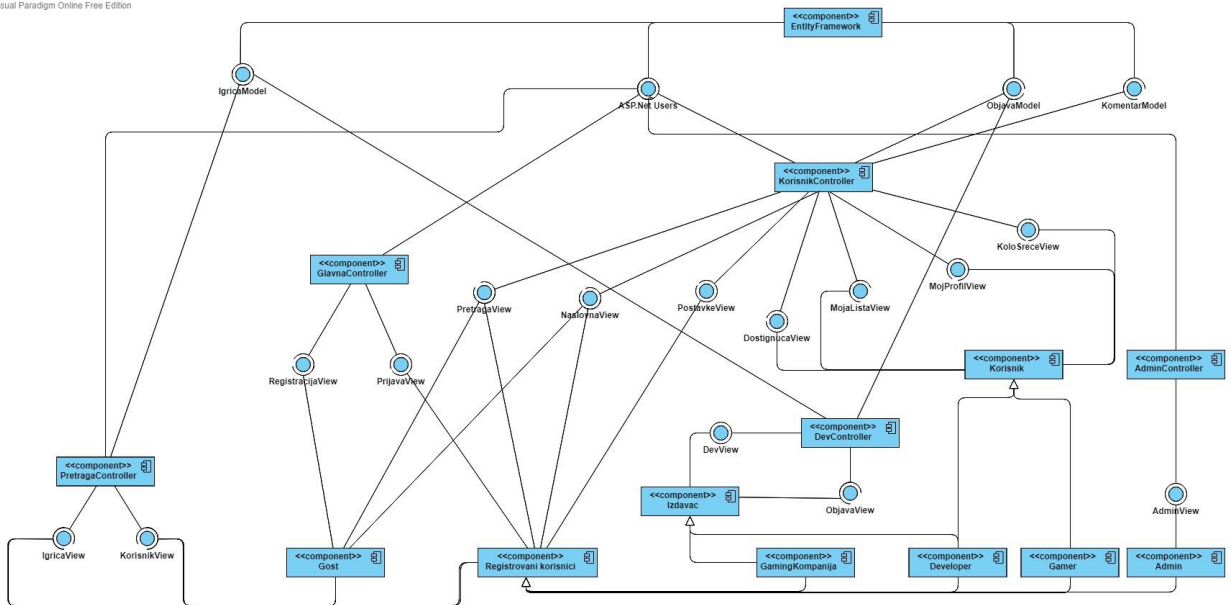 sual Paradigm Online Free Edition
<<component>>
EntityFramework
IgricaModel
ASP.Net Users
ObjavaModel
KomentarModel
<<component>>
KorisnikController
KoloSreceView
<<component>>
GlavnaController
MojProfilView
PretragaView
NaslovnaView
PostavkeView
MojaListaView
DostignucaView
RegistracijaView
PrijavaView
<<component>>
Korisnik
<<component>>
AdminController
<<component>>
DevController
DevView
<<component>>
PretragaController
<<component>>
Izdavac
ObjavaView
AdminView
IgricaView
KorisnikView
<<component>>
Gost
<<component>>
Registrovani korisnici
<<component>>
GamingKompanija
<<component>>
Developer
<<component>>
Gamer
<<component>>
Admin